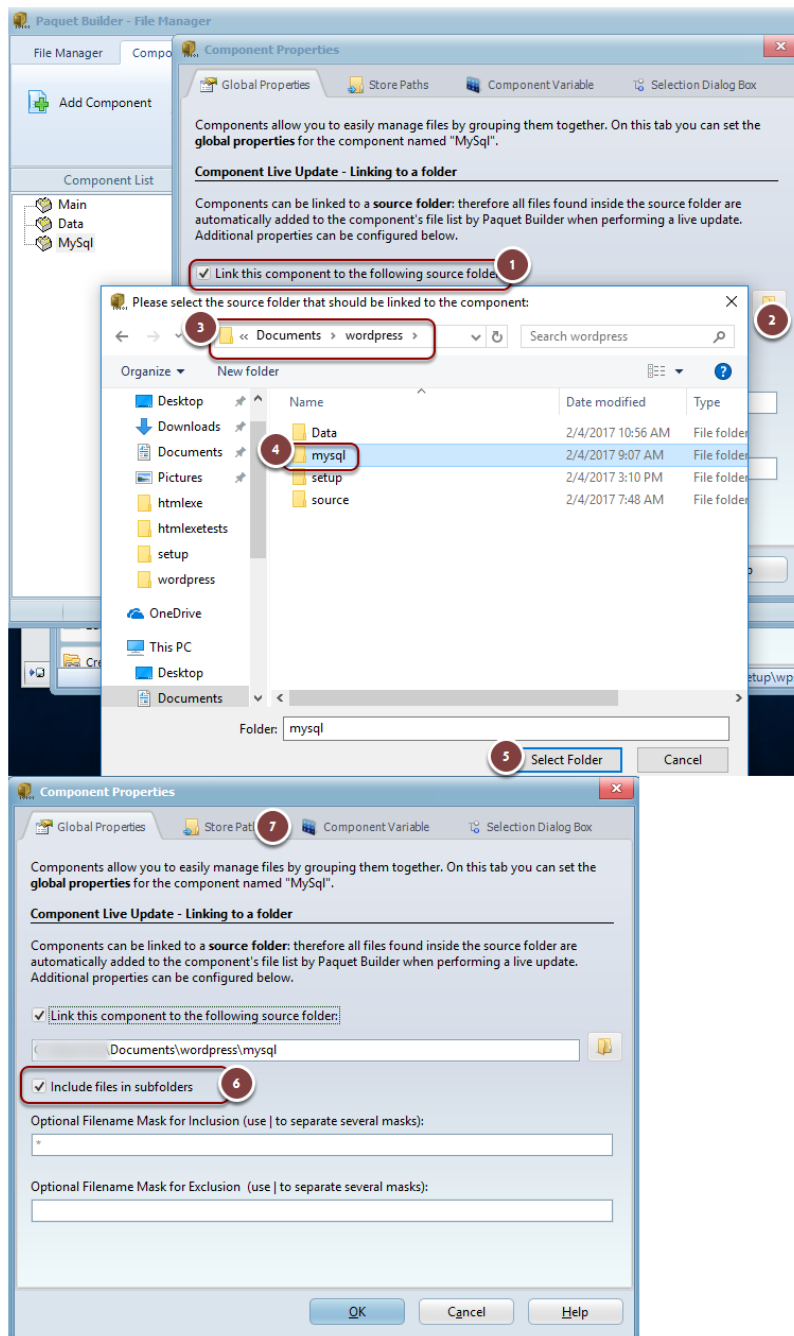 Paquet Builder - File Manager
File Manager
Compo
Component Properties
Global Properties
Store Paths
Component Variable
Selection Dialog Box
Add Component
Components allow you to easily manage files by grouping them together. On this tab you can set the
global properties for the component named "MySql".
Component List
Component Live Update - Linking to a folder
Main
Data
MySql
Components can be linked to a source folder: therefore all files found inside the source folder are
automatically added to the component's file list by Paquet Builder when performing a live update.
Additional properties can be configured below.
1
Link this component to the following source folder
Please select the source folder that should be linked to the component:
2
3
« Documents › wordpress ›
Search wordpress
Organize
New folder
Name
Date modified
Type
Desktop
Downloads
Documents
Pictures
htmlexe
htmlexetests
setup
wordpress
OneDrive
This PC
Desktop
Documents
Data 2/4/2017 10:56 AM File folder
4 mysql 2/4/2017 9:07 AM File folder
setup 2/4/2017 3:10 PM File folder
source 2/4/2017 7:48 AM File folder
Cre
etup\wp
Folder: mysql
5
Select Folder
Cancel
Component Properties
Global Properties
Store Pat
7
Component Variable
Selection Dialog Box
Components allow you to easily manage files by grouping them together. On this tab you can set the
global properties for the component named "MySql".
Component Live Update - Linking to a folder
Components can be linked to a source folder: therefore all files found inside the source folder are
automatically added to the component's file list by Paquet Builder when performing a live update.
Additional properties can be configured below.
Link this component to the following source folder:
\Documents\wordpress\mysql
Include files in subfolders
6
Optional Filename Mask for Inclusion (use | to separate several masks):
*
Optional Filename Mask for Exclusion (use | to separate several masks):
OK
Cancel
Help